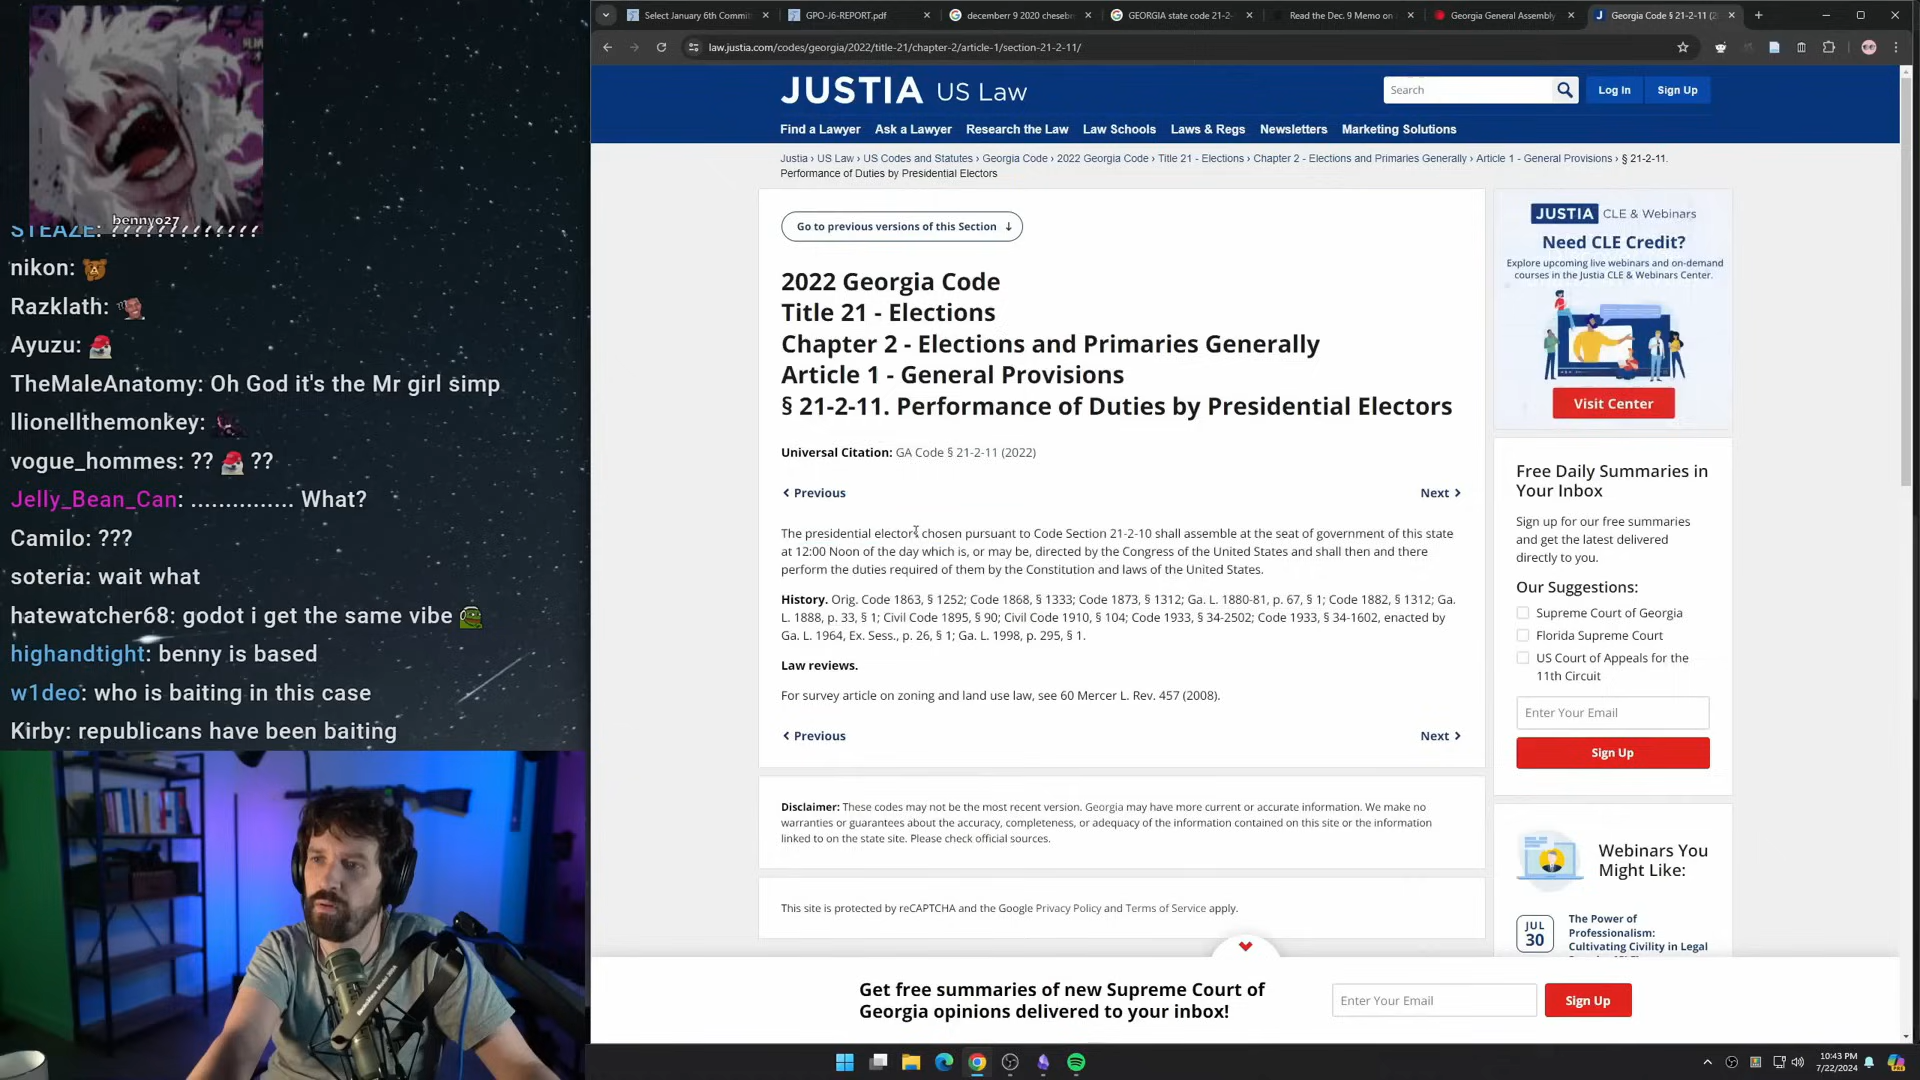 bennyo27
STEAZE: ?????????????
nikon:
Razklath:
Ayuzu:
TheMaleAnatomy: Oh God it's the Mr girl simp
llionellthemonkey:
vogue_hommes: ?? ??
Jelly_Bean_Can: ............... What?
Camilo: ???
soteria: wait what
hatewatcher68: godot i get the same vibe
highandtight: benny is based
w1deo: who is baiting in this case
Kirby: republicans have been baiting
Select January 6th Committ
GPO-J6-REPORT.pdf
decemberr 9 2020 chesebr
GEORGIA state code 21-2-
Read the Dec. 9 Memo on
Georgia General Assembly
Georgia Code § 21-2-11 (2
law.justia.com/codes/georgia/2022/title-21/chapter-2/article-1/section-21-2-11/
JUSTIA US Law
Search
Log In
Sign Up
Find a Lawyer Ask a Lawyer Research the Law Law Schools Laws & Regs Newsletters Marketing Solutions
Justia › US Law › US Codes and Statutes › Georgia Code › 2022 Georgia Code › Title 21 - Elections › Chapter 2 - Elections and Primaries Generally › Article 1 - General Provisions › § 21-2-11.
Performance of Duties by Presidential Electors
Go to previous versions of this Section ↓
2022 Georgia Code
Title 21 - Elections
Chapter 2 - Elections and Primaries Generally
Article 1 - General Provisions
§ 21-2-11. Performance of Duties by Presidential Electors
Universal Citation: GA Code § 21-2-11 (2022)
Previous
Next
The presidential electors chosen pursuant to Code Section 21-2-10 shall assemble at the seat of government of this state
at 12:00 Noon of the day which is, or may be, directed by the Congress of the United States and shall then and there
perform the duties required of them by the Constitution and laws of the United States.
History. Orig. Code 1863, § 1252; Code 1868, § 1333; Code 1873, § 1312; Ga. L. 1880-81, p. 67, § 1; Code 1882, § 1312; Ga.
L. 1888, p. 33, § 1; Civil Code 1895, § 90; Civil Code 1910, § 104; Code 1933, § 34-2502; Code 1933, § 34-1602, enacted by
Ga. L. 1964, Ex. Sess., p. 26, § 1; Ga. L. 1998, p. 295, § 1.
Law reviews.
For survey article on zoning and land use law, see 60 Mercer L. Rev. 457 (2008).
Previous
Next
Disclaimer: These codes may not be the most recent version. Georgia may have more current or accurate information. We make no
warranties or guarantees about the accuracy, completeness, or adequacy of the information contained on this site or the information
linked to on the state site. Please check official sources.
This site is protected by reCAPTCHA and the Google Privacy Policy and Terms of Service apply.
JUSTIA CLE & Webinars
Need CLE Credit?
Explore upcoming live webinars and on-demand
courses in the Justia CLE & Webinars Center.
Visit Center
Free Daily Summaries in
Your Inbox
Sign up for our free summaries
and get the latest delivered
directly to you.
Our Suggestions:
Supreme Court of Georgia
Florida Supreme Court
US Court of Appeals for the
11th Circuit
Enter Your Email
Sign Up
Webinars You
Might Like:
JUL
30
The Power of
Professionalism:
Cultivating Civility in Legal
Get free summaries of new Supreme Court of
Georgia opinions delivered to your inbox!
Enter Your Email
Sign Up
10:43 PM
7/22/2024